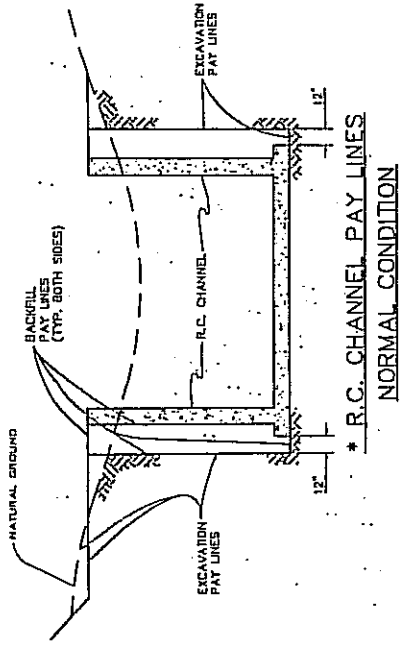 NATURAL GROUND
BACKFILL
PAY LINES
(TYP. BOTH SIDES)
EXCAVATION
PAY LINES
R.C. CHANNEL
EXCAVATION
PAY LINES
12"
12"
* R.C. CHANNEL PAY LINES
NORMAL CONDITION